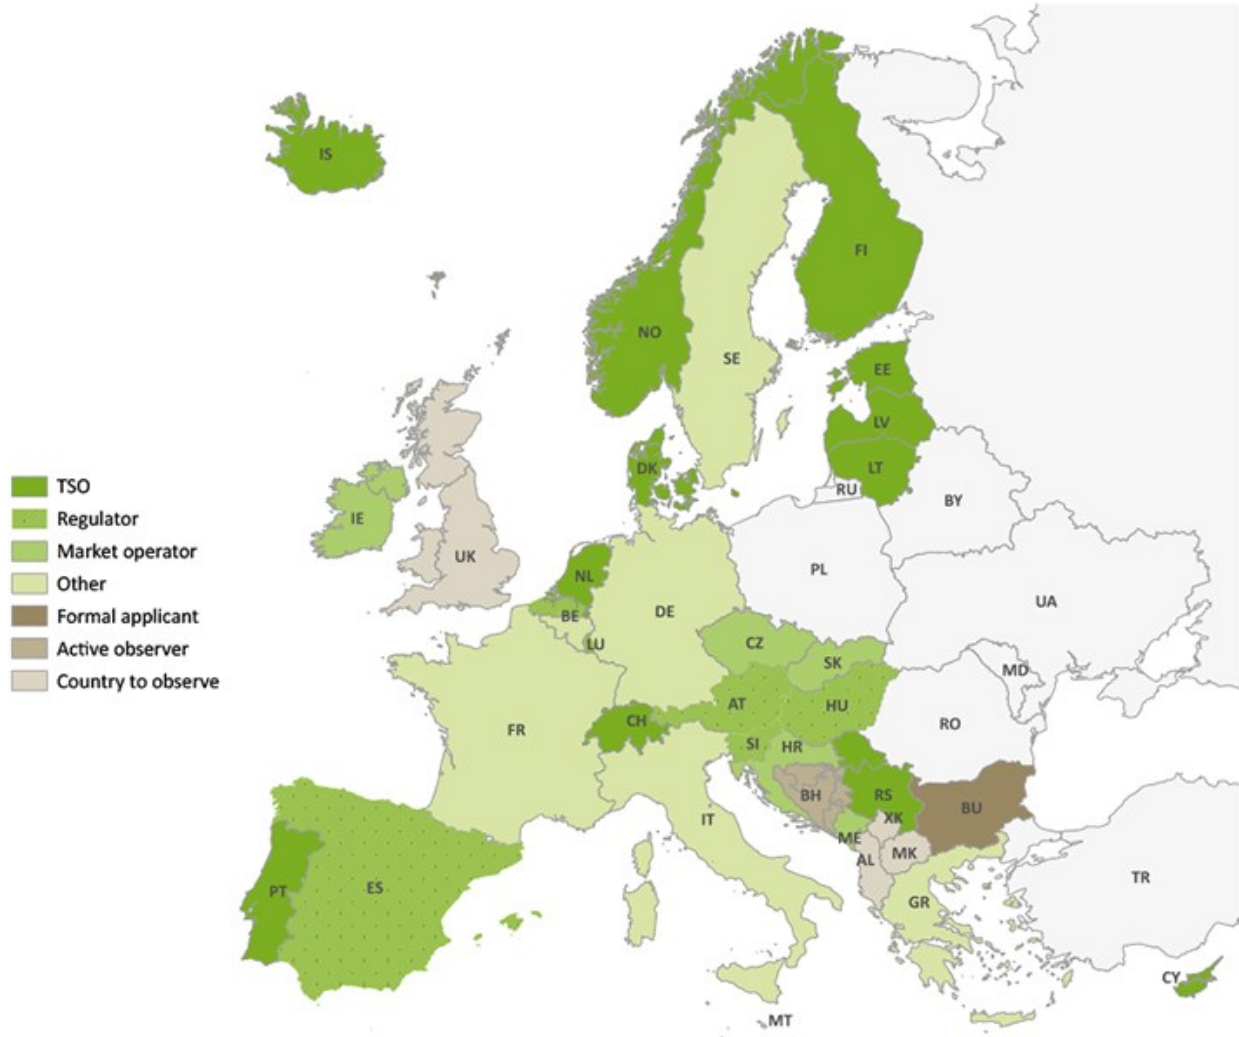 IS
FI
NO
SE
EE
LV
DK
LT
TSO
RU
BY
Regulator
IE
Market operator
UK
NL
PL
Other
UA
DE
BE
Formal applicant
LU
CZ
Active observer
SK
MD
Country to observe
AT
HU
CH
RO
FR
SI
HR
BH
RS
BU
IT
XK
ME
MK
AL
TR
PT
ES
GR
CY
MT